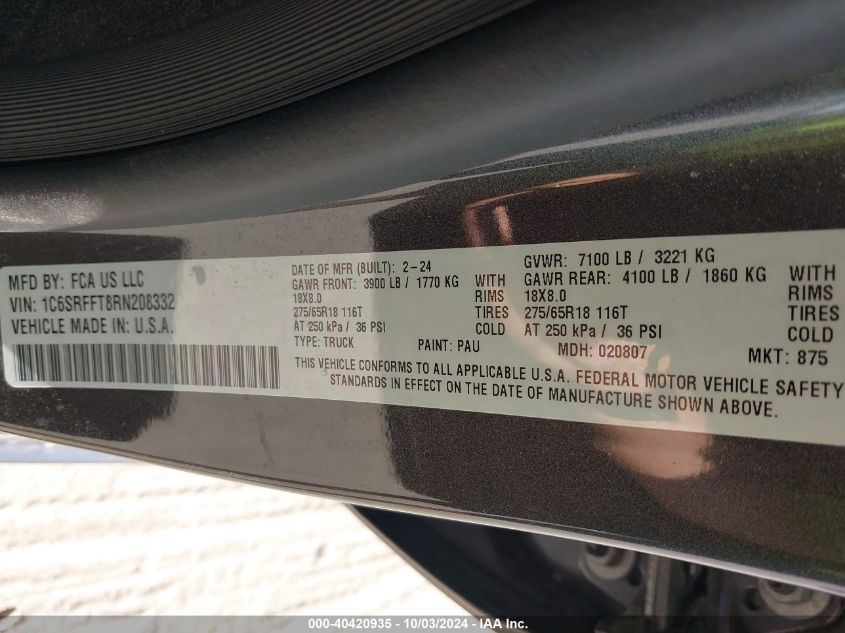 MFD BY: FCA US LLC
VIN: 1C6SRFFT8RN208332
VEHICLE MADE IN: U.S.A.
DATE OF MFR (BUILT): 2-24
GAWR FRONT: 3900 LB / 1770 KG WITH
18X8.0 RIMS
275/65R18 116T TIRES
AT 250 kPa / 36 PSI COLD
TYPE: TRUCK PAINT: PAU
GVWR: 7100 LB / 3221 KG
GAWR REAR: 4100 LB / 1860 KG WITH
18X8.0 RIMS
275/65R18 116T TIRES
AT 250 kPa / 36 PSI COLD
MDH: 020807 MKT: 875
THIS VEHICLE CONFORMS TO ALL APPLICABLE U.S.A. FEDERAL MOTOR VEHICLE SAFETY
STANDARDS IN EFFECT ON THE DATE OF MANUFACTURE SHOWN ABOVE.
000-40420935 - 10/03/2024 - IAA Inc.